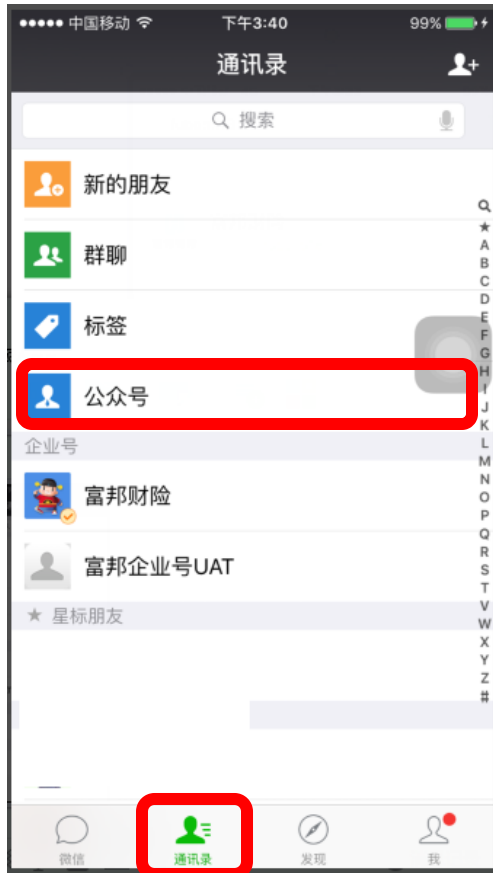 中国移动 下午3:40 99%
通讯录
搜索
新的朋友
群聊
标签
公众号
企业号
富邦财险
富邦企业号UAT
★ 星标朋友
★
A
B
C
D
E
F
G
H
I
J
K
L
M
N
O
P
Q
R
S
T
V
W
X
Y
Z
#
微信 通讯录 发现 我